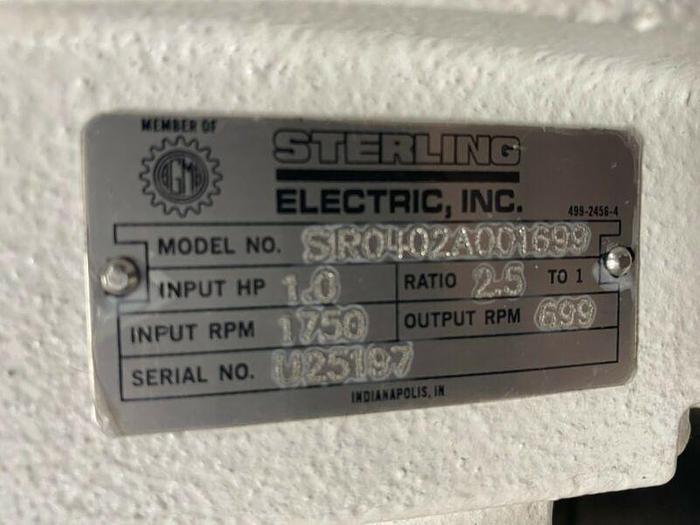 MEMBER OF
AGMA
STERLING
ELECTRIC, INC.
499-2456-4
MODEL NO. SR0402A001699
INPUT HP 1.0 RATIO 2.5 TO 1
INPUT RPM 1750 OUTPUT RPM 699
SERIAL NO. U25197
INDIANAPOLIS, IN